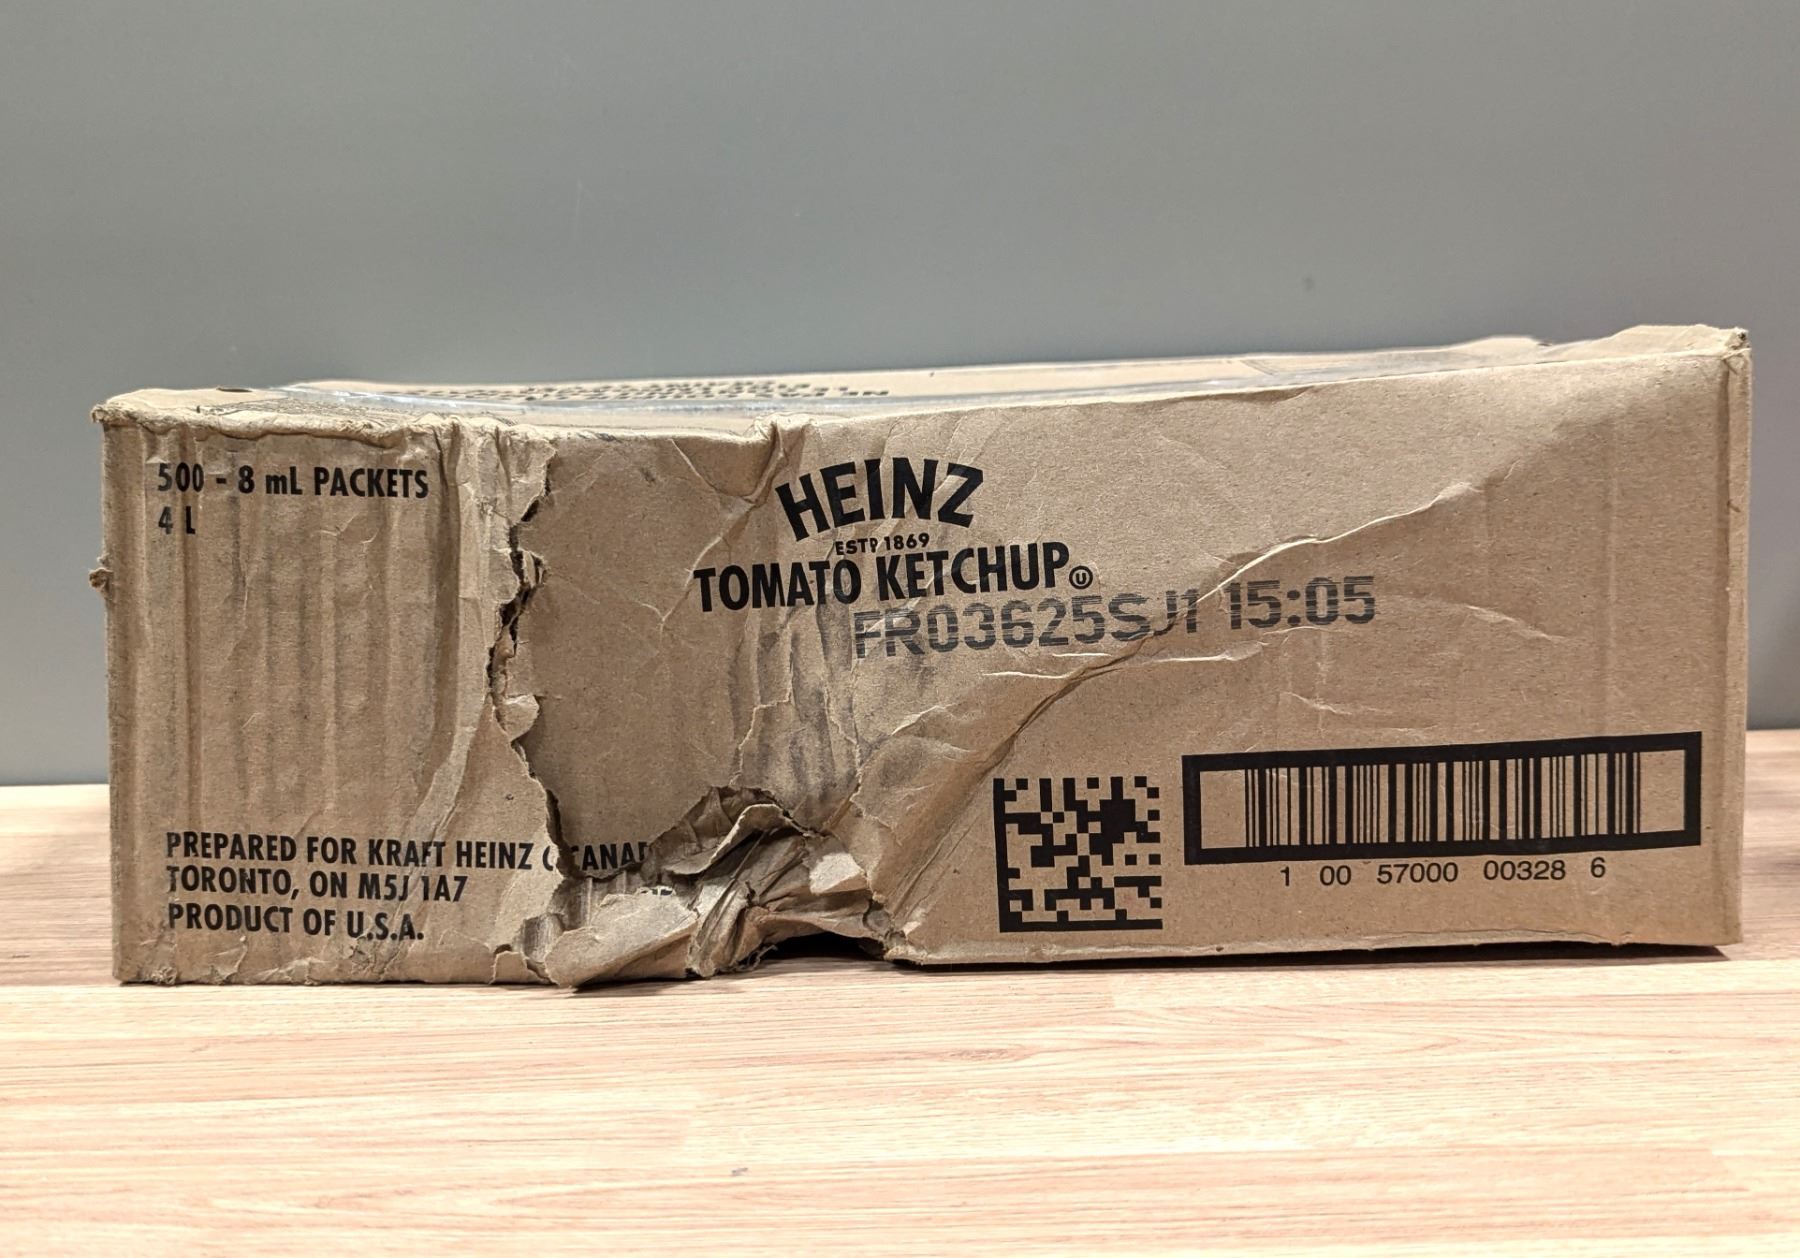 500 - 8 mL PACKETS
4 L
HEINZ
ESTD 1869
TOMATO KETCHUP U
FR03625SJ1 15:05
PREPARED FOR KRAFT HEINZ
TORONTO, ON M5J 1A7
PRODUCT OF U.S.A.
1 00 57000 00328 6